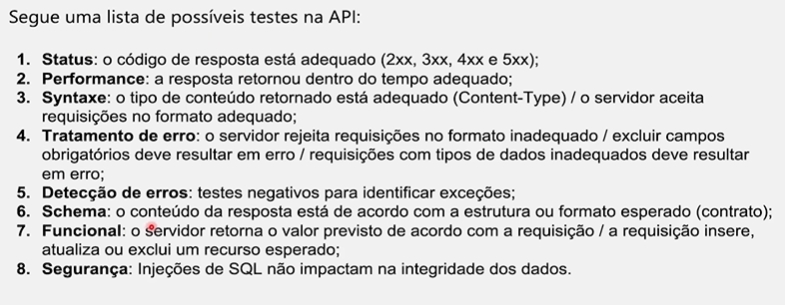 Segue uma lista de possíveis testes na API:
1. Status: o código de resposta está adequado (2xx, 3xx, 4xx e 5xx);
2. Performance: a resposta retornou dentro do tempo adequado;
3. Syntaxe: o tipo de conteúdo retornado está adequado (Content-Type) / o servidor aceita
requisições no formato adequado;
4. Tratamento de erro: o servidor rejeita requisições no formato inadequado / excluir campos
obrigatórios deve resultar em erro / requisições com tipos de dados inadequados deve resultar
em erro;
5. Detecção de erros: testes negativos para identificar exceções;
6. Schema: o conteúdo da resposta está de acordo com a estrutura ou formato esperado (contrato);
7. Funcional: o servidor retorna o valor previsto de acordo com a requisição / a requisição insere,
atualiza ou exclui um recurso esperado;
8. Segurança: Injeções de SQL não impactam na integridade dos dados.